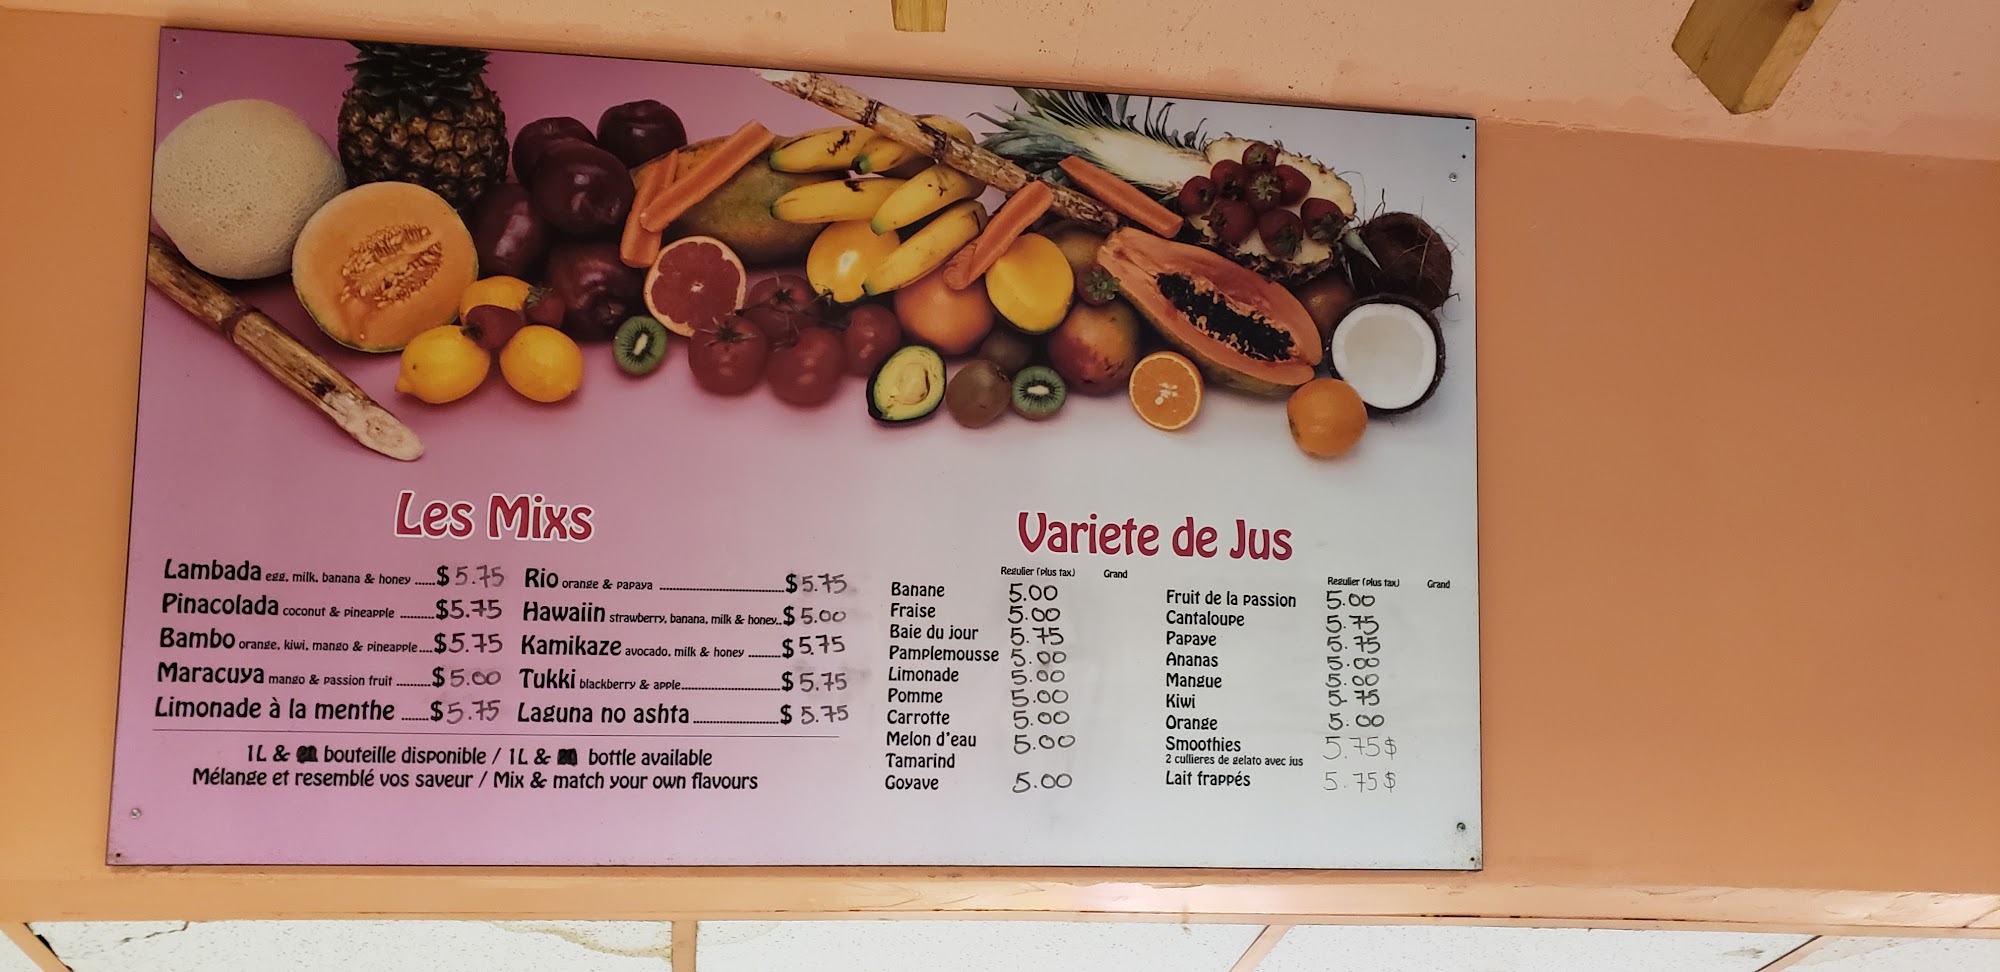 Les Mixs
Lambada egg, milk, banana & honey ......$ 5.75
Pinacolada coconut & pineapple ..........$5.75
Bambo orange, kiwi, mango & pineapple....$5.75
Maracuya mango & passion fruit ..........$ 5.00
Limonade à la menthe .......$5.75
Rio orange & papaya ....................................$5.75
Hawaiin strawberry, banana, milk & honey..$ 5.00
Kamikaze avocado, milk & honey ..........$ 5.75
Tukki blackberry & apple............................$ 5.75
Laguna no ashta ........................$ 5.75
1L & bouteille disponible / 1L & bottle available
Mélange et resemblé vos saveur / Mix & match your own flavours
Variete de Jus
Regulier (plus tax) Grand
Banane 5.00
Fraise 5.00
Baie du jour 5.75
Pamplemousse 5.00
Limonade 5.00
Pomme 5.00
Carrotte 5.00
Melon d'eau 5.00
Tamarind
Goyave 5.00
Regulier (plus tax) Grand
Fruit de la passion 5.00
Cantaloupe 5.75
Papaye 5.75
Ananas 5.00
Mangue 5.00
Kiwi 5.75
Orange 5.00
Smoothies 5.75$
2 cullieres de gelato avec jus
Lait frappés 5.75$